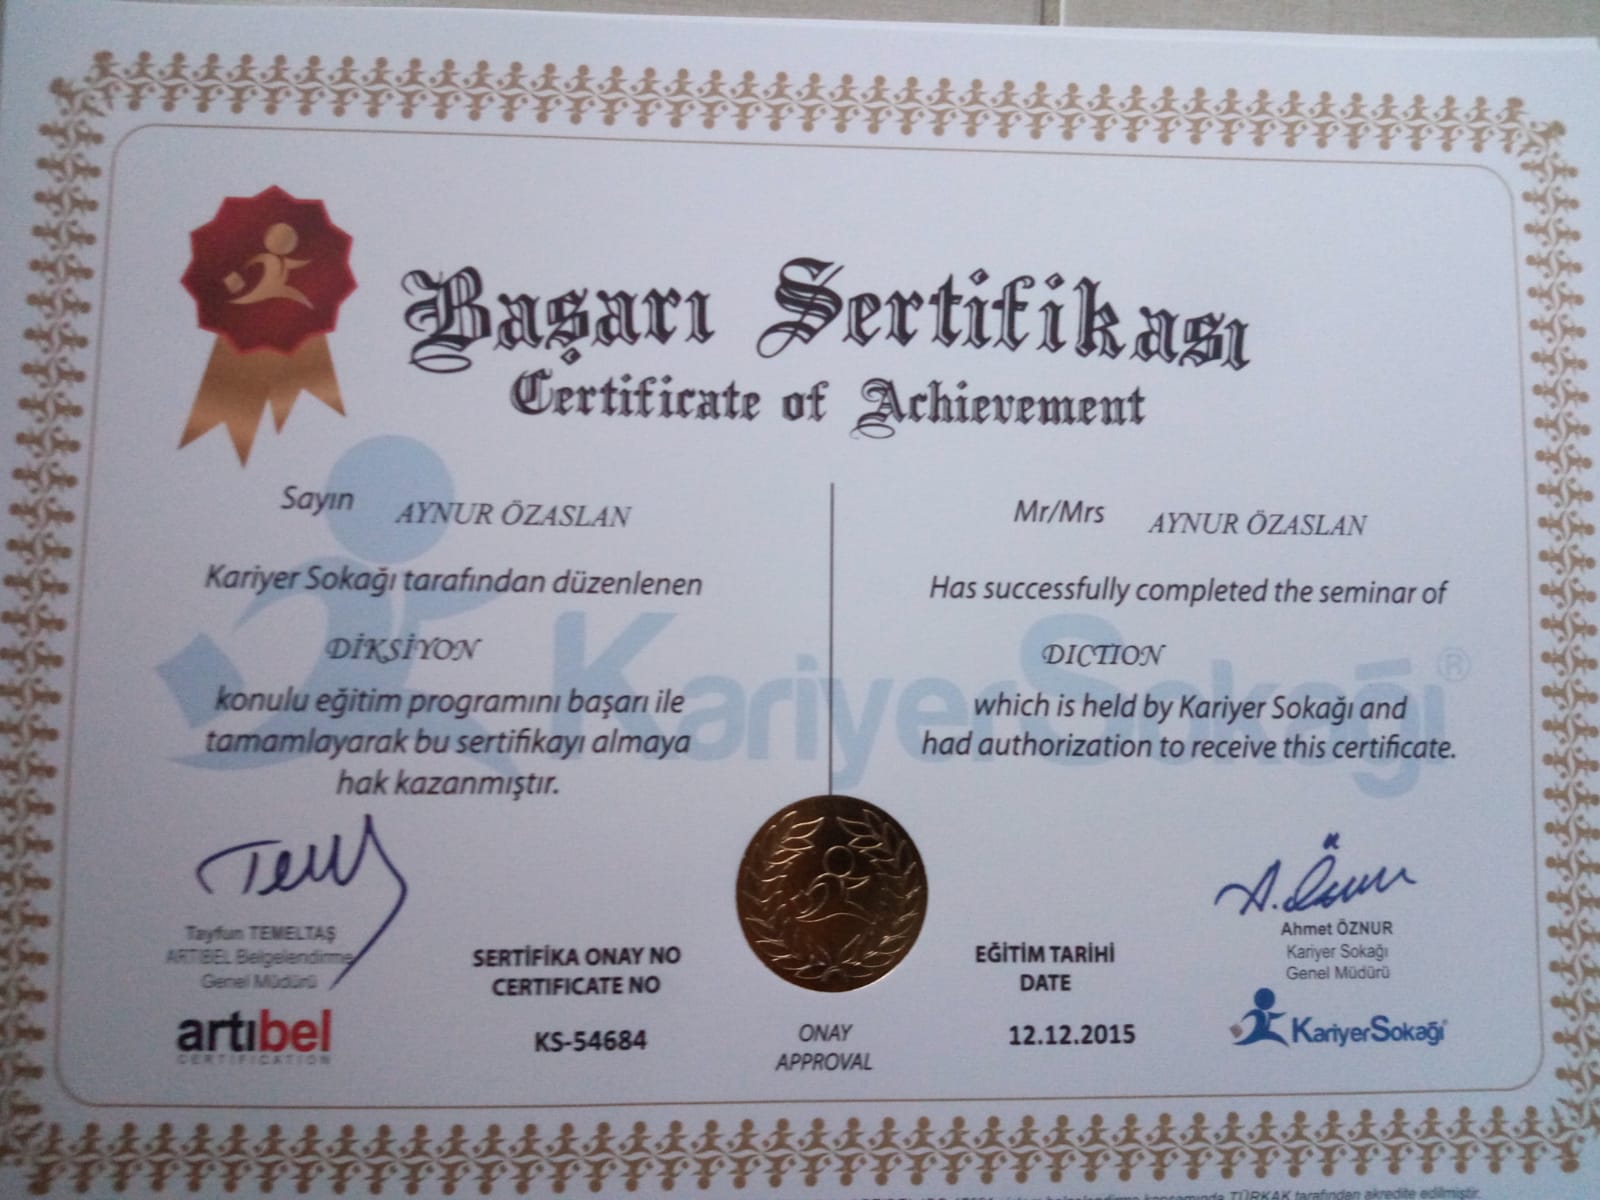 Başarı Sertifikası
Certificate of Achievement
Sayın AYNUR ÖZASLAN
Kariyer Sokağı tarafından düzenlenen
DİKSİYON
konulu eğitim programını başarı ile
tamamlayarak bu sertifikayı almaya
hak kazanmıştır.
Mr/Mrs AYNUR ÖZASLAN
Has successfully completed the seminar of
DICTION
which is held by Kariyer Sokağı and
had authorization to receive this certificate.
KariyerSokağı®
Tayfun TEMELTAŞ
ARTIBEL Belgelendirme
Genel Müdürü
artıbel
CERTIFICATION
SERTİFİKA ONAY NO
CERTIFICATE NO
KS-54684
ONAY
APPROVAL
EĞİTİM TARİHİ
DATE
12.12.2015
A. Öznur
Ahmet ÖZNUR
Kariyer Sokağı
Genel Müdürü
KariyerSokağı
TÜRKAK tarafından akredite edilmiştir.